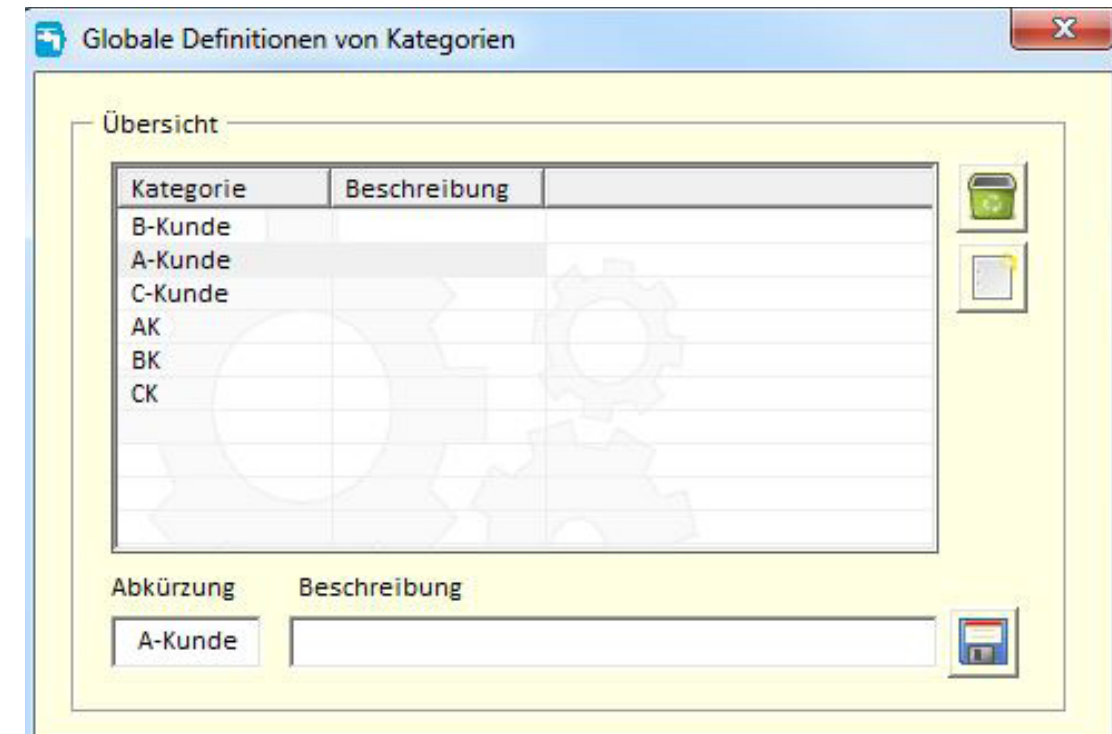 Globale Definitionen von Kategorien
Übersicht
Kategorie Beschreibung
B-Kunde
A-Kunde
C-Kunde
AK
BK
CK
Abkürzung Beschreibung
A-Kunde